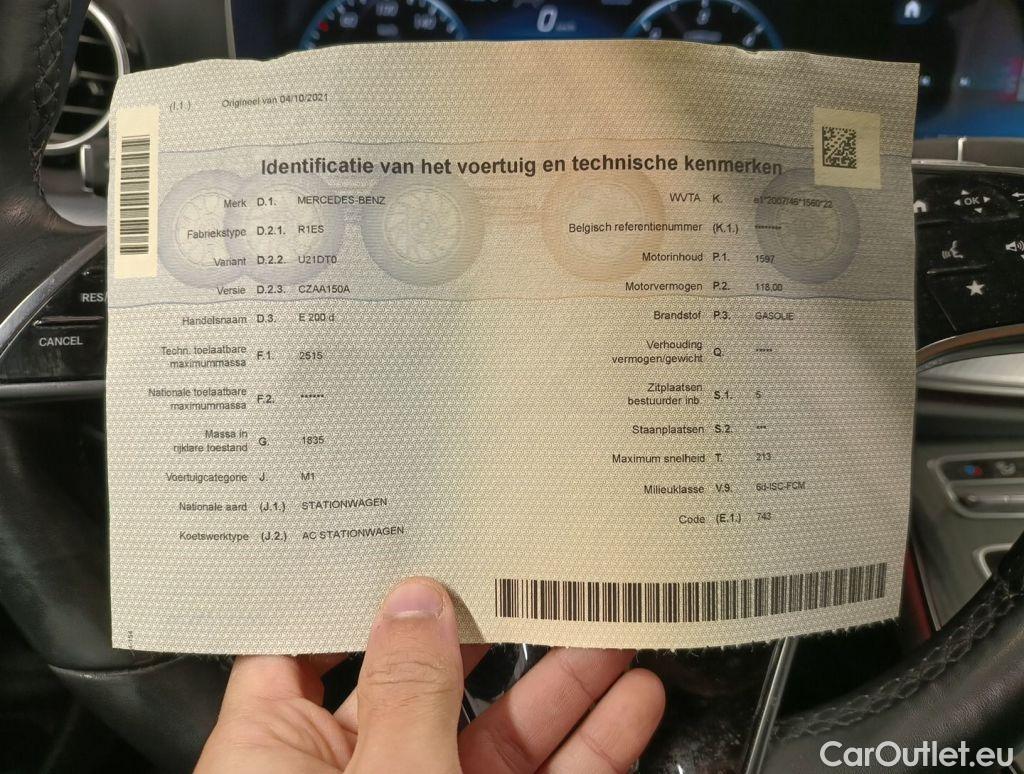 (I.1 ) Origineel van 04/10/2021
Identificatie van het voertuig en technische kenmerken
Merk D.1. MERCEDES-BENZ
Fabriekstype D.2.1. R1ES
Variant D.2.2. U21DT0
Versie D.2.3. CZAA150A
Handelsnaam D.3. E 200 d
Techn. toelaatbare
maximummassa F.1. 2515
Nationale toelaatbare
maximummassa F.2. ******
Massa in
rijklare toestand G. 1835
Voertuigcategorie J. M1
Nationale aard (J.1.) STATIONWAGEN
Koetswerktype (J.2.) AC STATIONWAGEN
WVTA K. e1*2007/46*1560*22
Belgisch referentienummer (K.1.) ********
Motorinhoud P.1. 1597
Motorvermogen P.2. 118,00
Brandstof P.3. GASOLIE
Verhouding
vermogen/gewicht Q. *****
Zitplaatsen
bestuurder inb. S.1. 5
Staanplaatsen S.2. ***
Maximum snelheid T. 213
Milieuklasse V.9. 6d-ISC-FCM
Code (E.1.) 743
RES/
CANCEL
OK
0
80
120
140
CarOutlet.eu